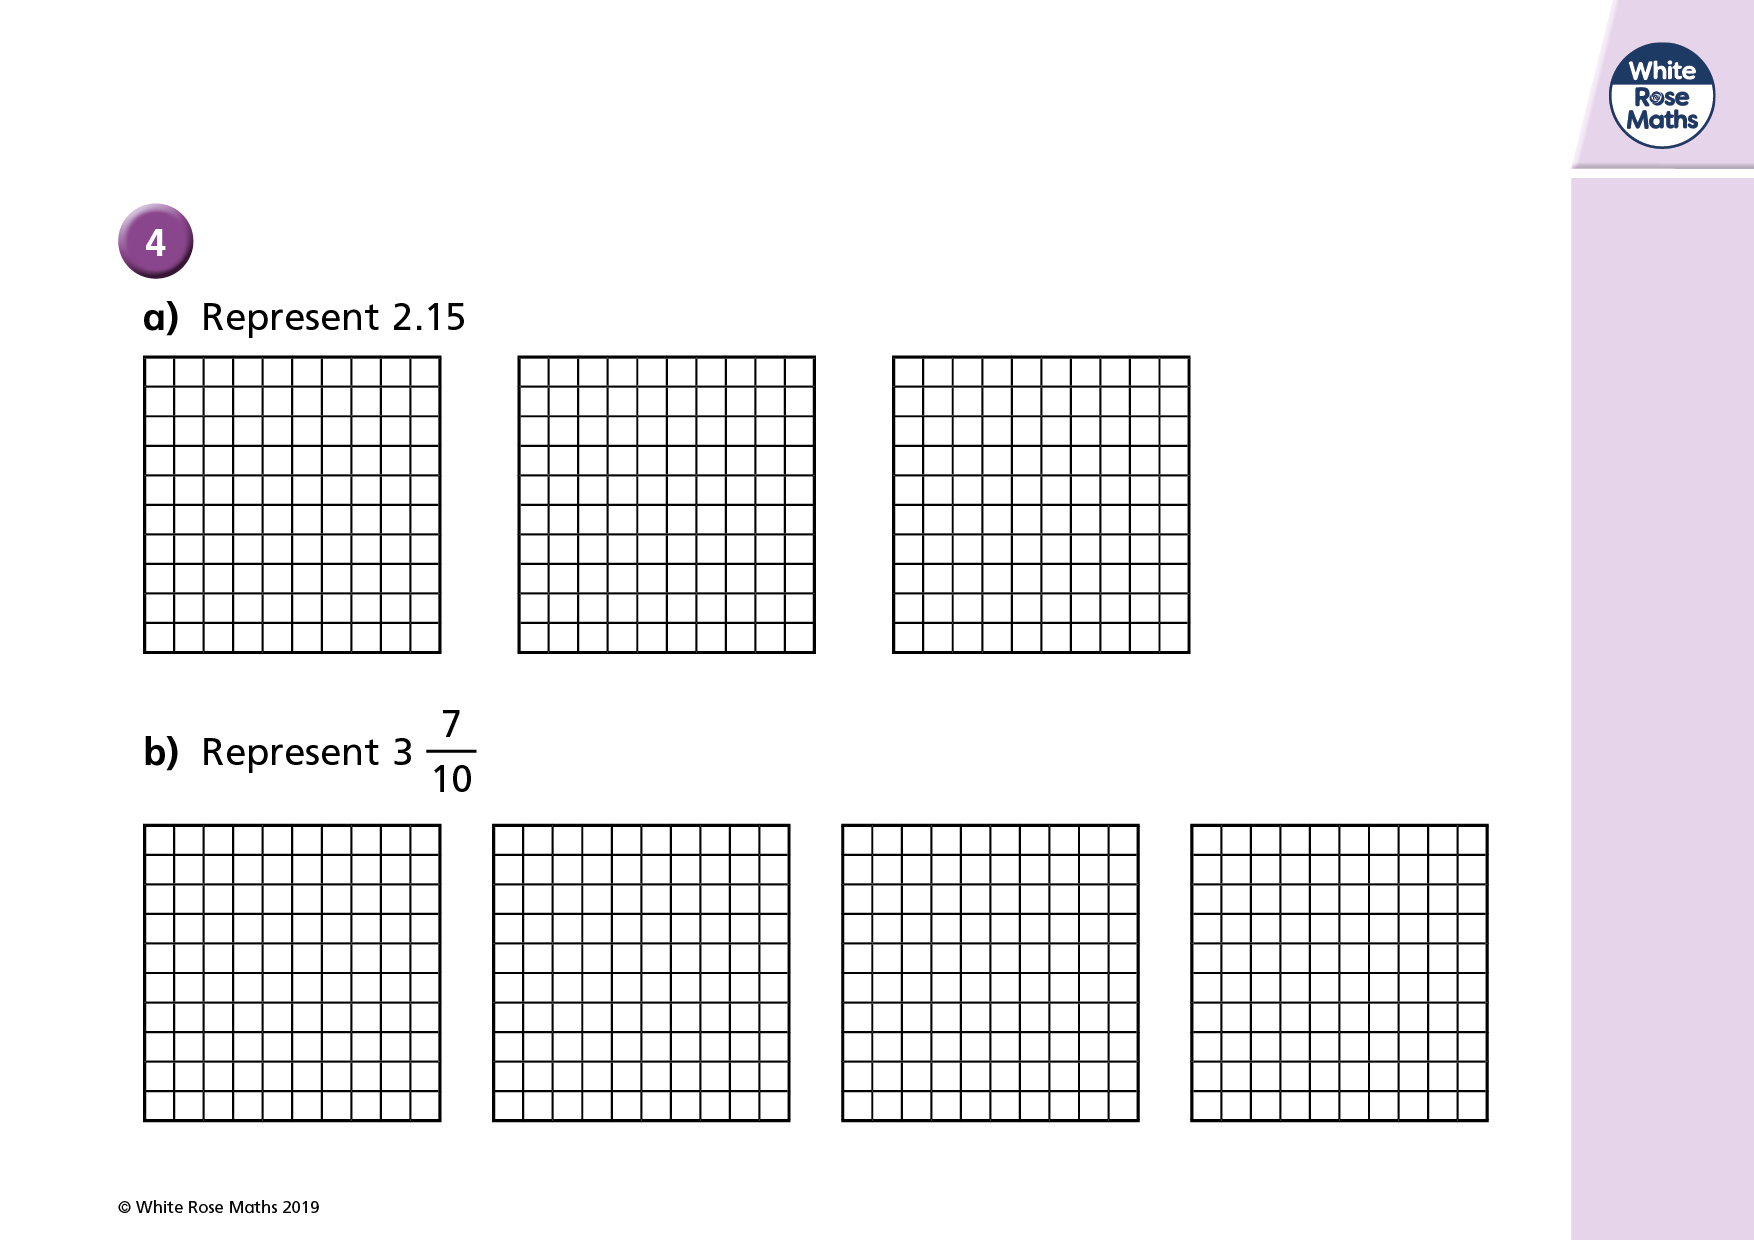 White
Rose
Maths
4
a) Represent 2.15
b) Represent 3 7/10
© White Rose Maths 2019